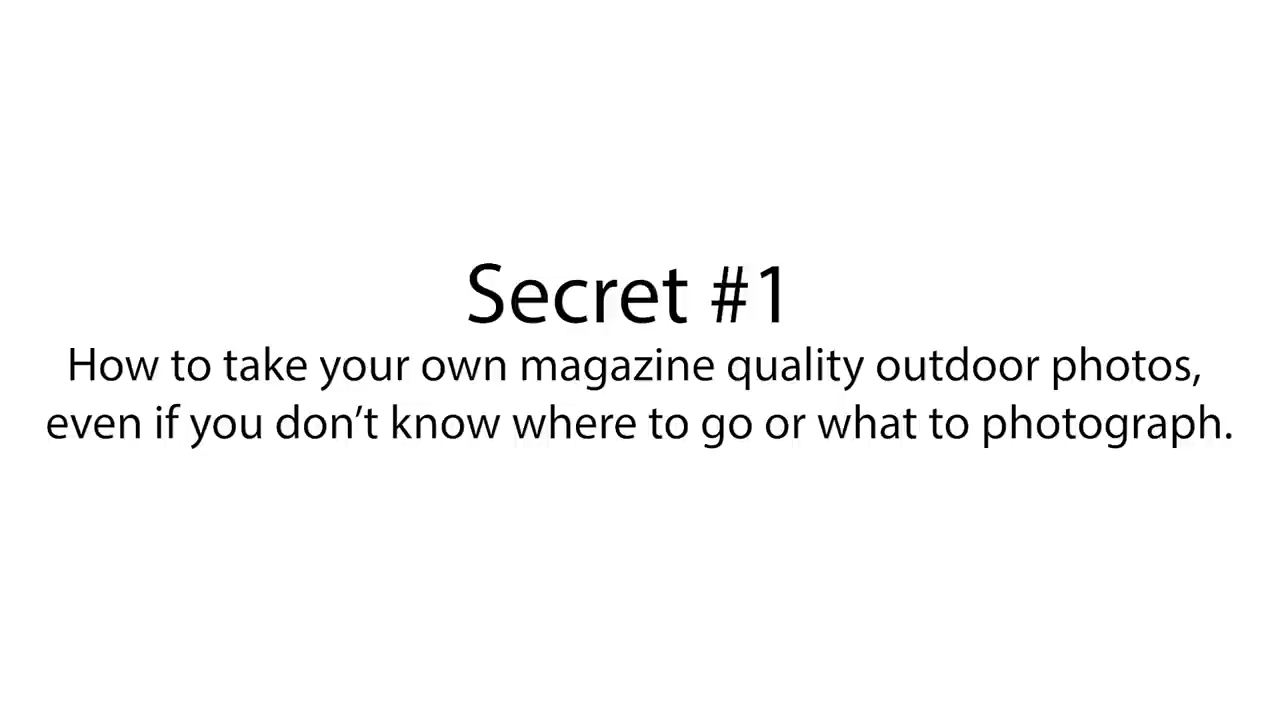 Secret #1
How to take your own magazine quality outdoor photos,
even if you don’t know where to go or what to photograph.